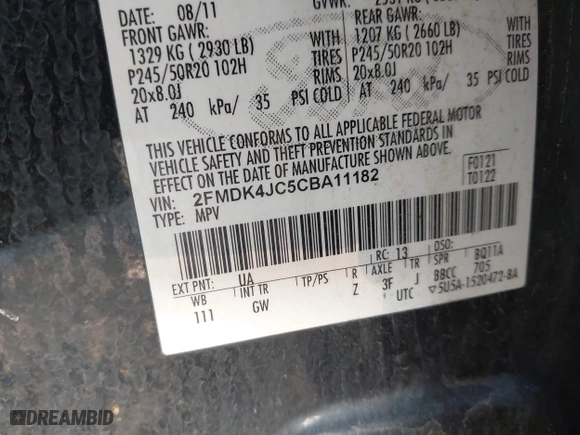 DATE: 08/11 GVWR:
FRONT GAWR: REAR GAWR:
1329 KG ( 2930 LB) WITH 1207 KG ( 2660 LB) WITH
P245/50R20 102H TIRES P245/50R20 102H TIRES
20x8.0J RIMS 20x8.0J RIMS
AT 240 kPa/ 35 PSI COLD AT 240 kPa/ 35 PSI COLD
THIS VEHICLE CONFORMS TO ALL APPLICABLE FEDERAL MOTOR
VEHICLE SAFETY AND THEFT PREVENTION STANDARDS IN
EFFECT ON THE DATE OF MANUFACTURE SHOWN ABOVE.
VIN: 2FMDK4JC5CBA11182 F0121
TYPE: MPV T0122
RC: 13 DSO:
EXT PNT: UA
WB INT TR TP/PS R AXLE TR SPR BQ11A
111 GW Z 3F J BBCC 705
UTC ▽5U5A-1520472-BA
DREAMBID